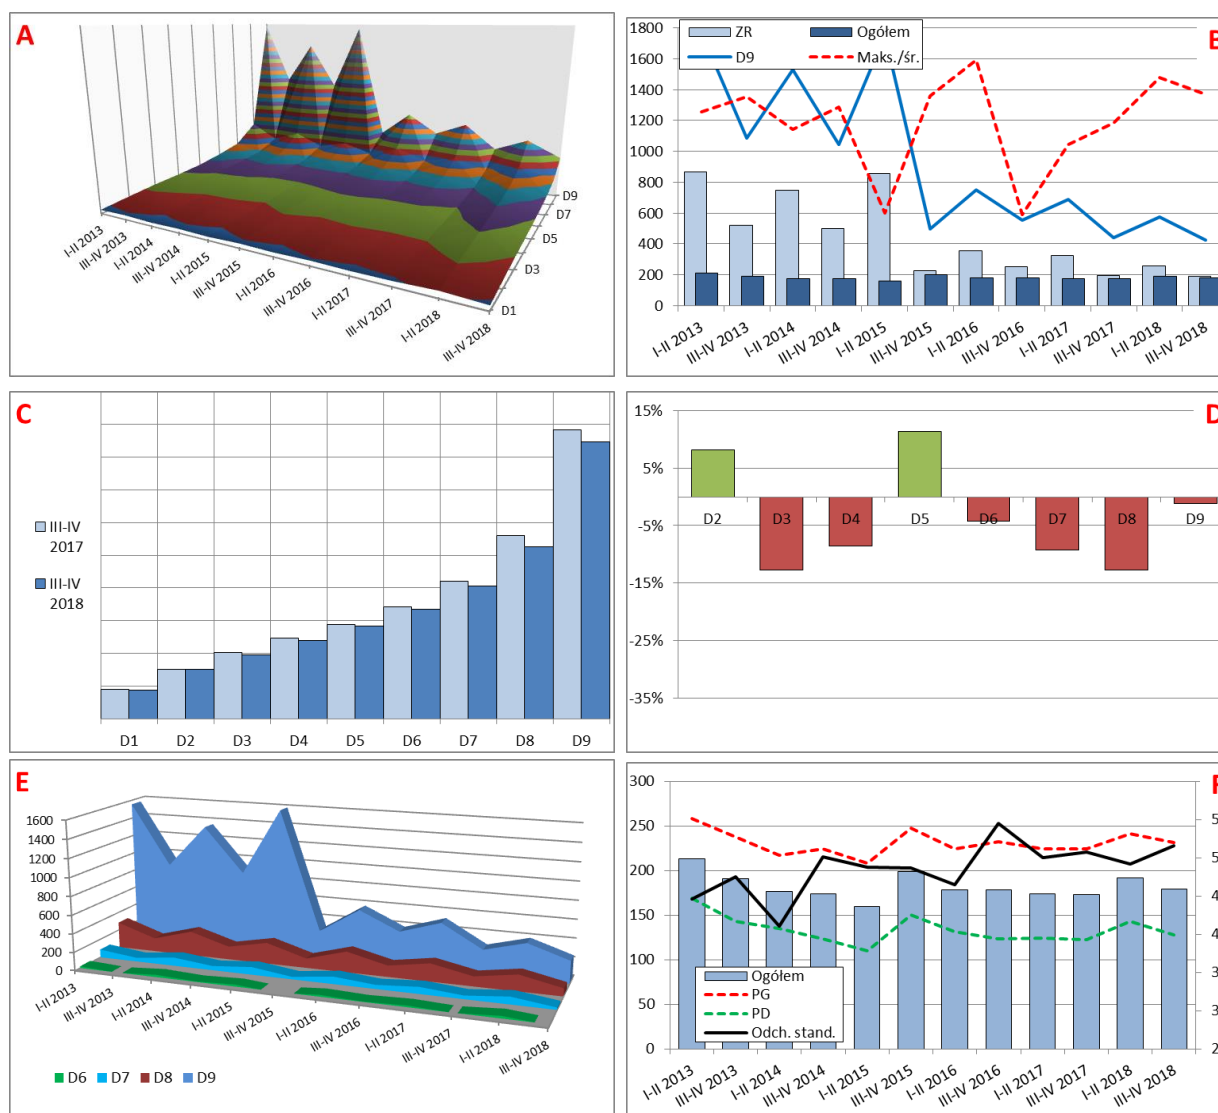 A
I-II 2013
III-IV 2013
I-II 2014
III-IV 2014
I-II 2015
III-IV 2015
I-II 2016
III-IV 2016
I-II 2017
III-IV 2017
I-II 2018
III-IV 2018
D9
D7
D5
D3
D1
B
ZR
Ogółem
D9
Maks./śr.
1800
1600
1400
1200
1000
800
600
400
200
0
I-II 2013
III-IV 2013
I-II 2014
III-IV 2014
I-II 2015
III-IV 2015
I-II 2016
III-IV 2016
I-II 2017
III-IV 2017
I-II 2018
III-IV 2018
C
III-IV
2017
III-IV
2018
D1
D2
D3
D4
D5
D6
D7
D8
D9
D
15%
5%
-5%
-15%
-25%
-35%
D2
D3
D4
D5
D6
D7
D8
D9
E
1600
1400
1200
1000
800
600
400
200
0
I-II 2013
III-IV 2013
I-II 2014
III-IV 2014
I-II 2015
III-IV 2015
I-II 2016
III-IV 2016
I-II 2017
III-IV 2017
I-II 2018
III-IV 2018
D6
D7
D8
D9
F
300
250
200
150
100
50
0
Ogółem
PG
PD
Odch. stand.
5
5
4
4
3
3
2
I-II 2013
III-IV 2013
I-II 2014
III-IV 2014
I-II 2015
III-IV 2015
I-II 2016
III-IV 2016
I-II 2017
III-IV 2017
I-II 2018
III-IV 2018